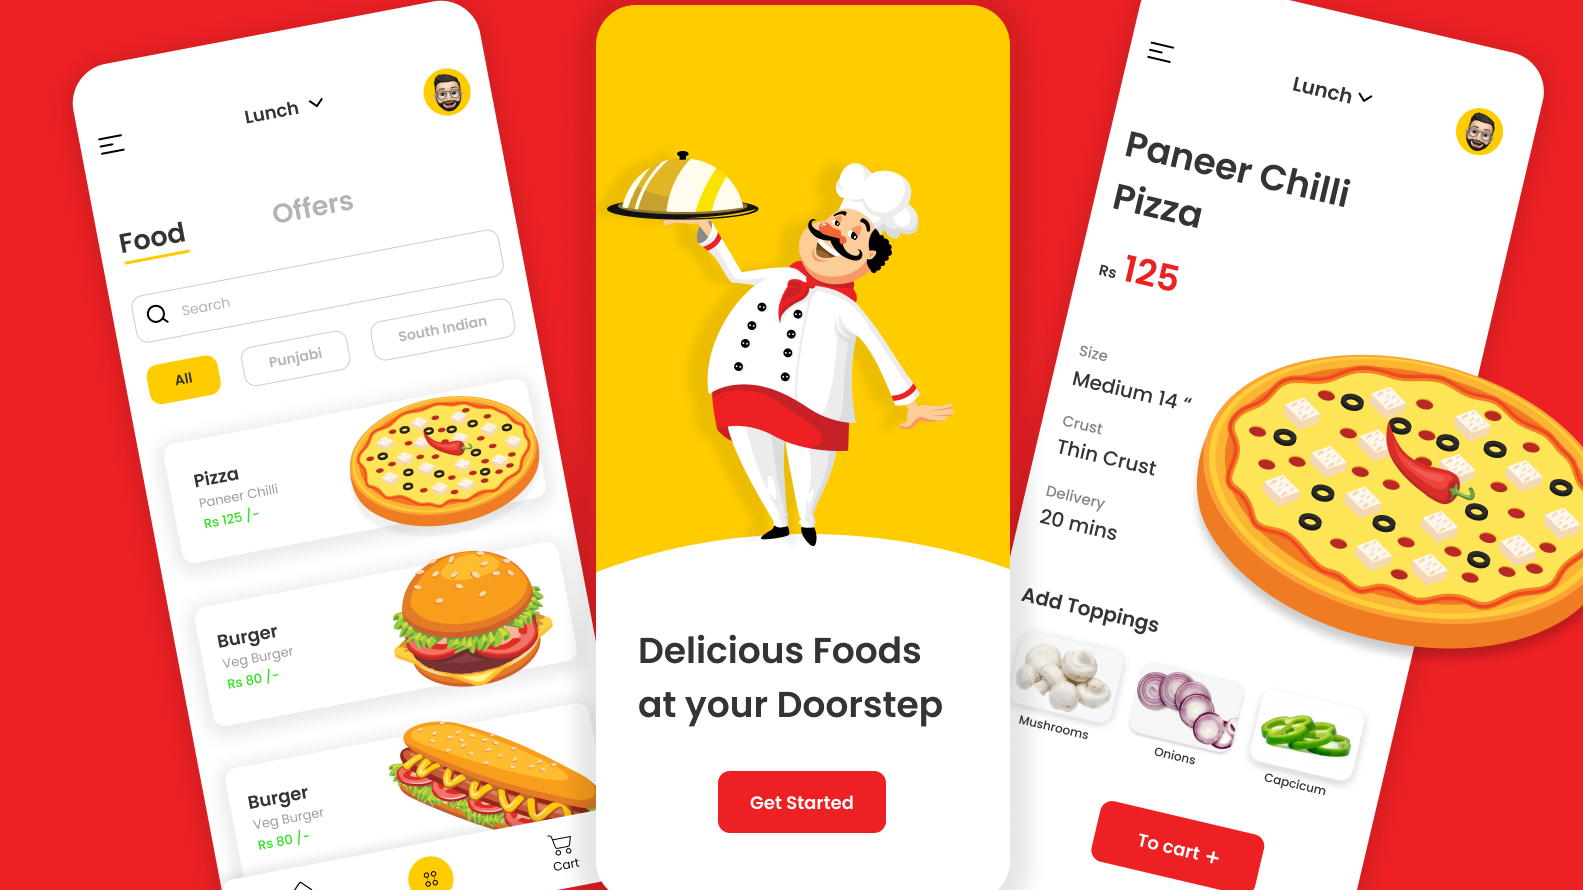 Lunch
Food
Offers
Search
All
Punjabi
South Indian
Pizza
Paneer Chilli
Rs 125 /-
Burger
Veg Burger
Rs 80 /-
Burger
Veg Burger
Rs 80 /-
Cart
Delicious Foods
at your Doorstep
Get Started
Lunch
Paneer Chilli
Pizza
Rs 125
Size
Medium 14 “
Crust
Thin Crust
Delivery
20 mins
Add Toppings
Mushrooms
Onions
Capcicum
To cart +